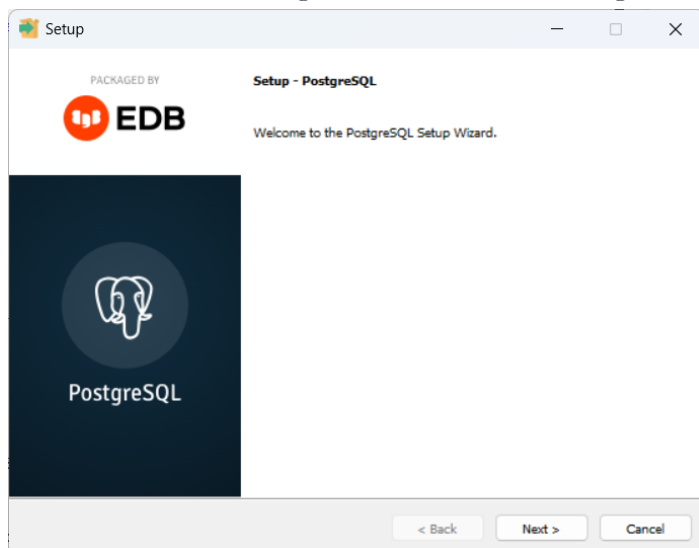 Setup
PACKAGED BY
EDB
Setup - PostgreSQL
Welcome to the PostgreSQL Setup Wizard.
PostgreSQL
< Back
Next >
Cancel